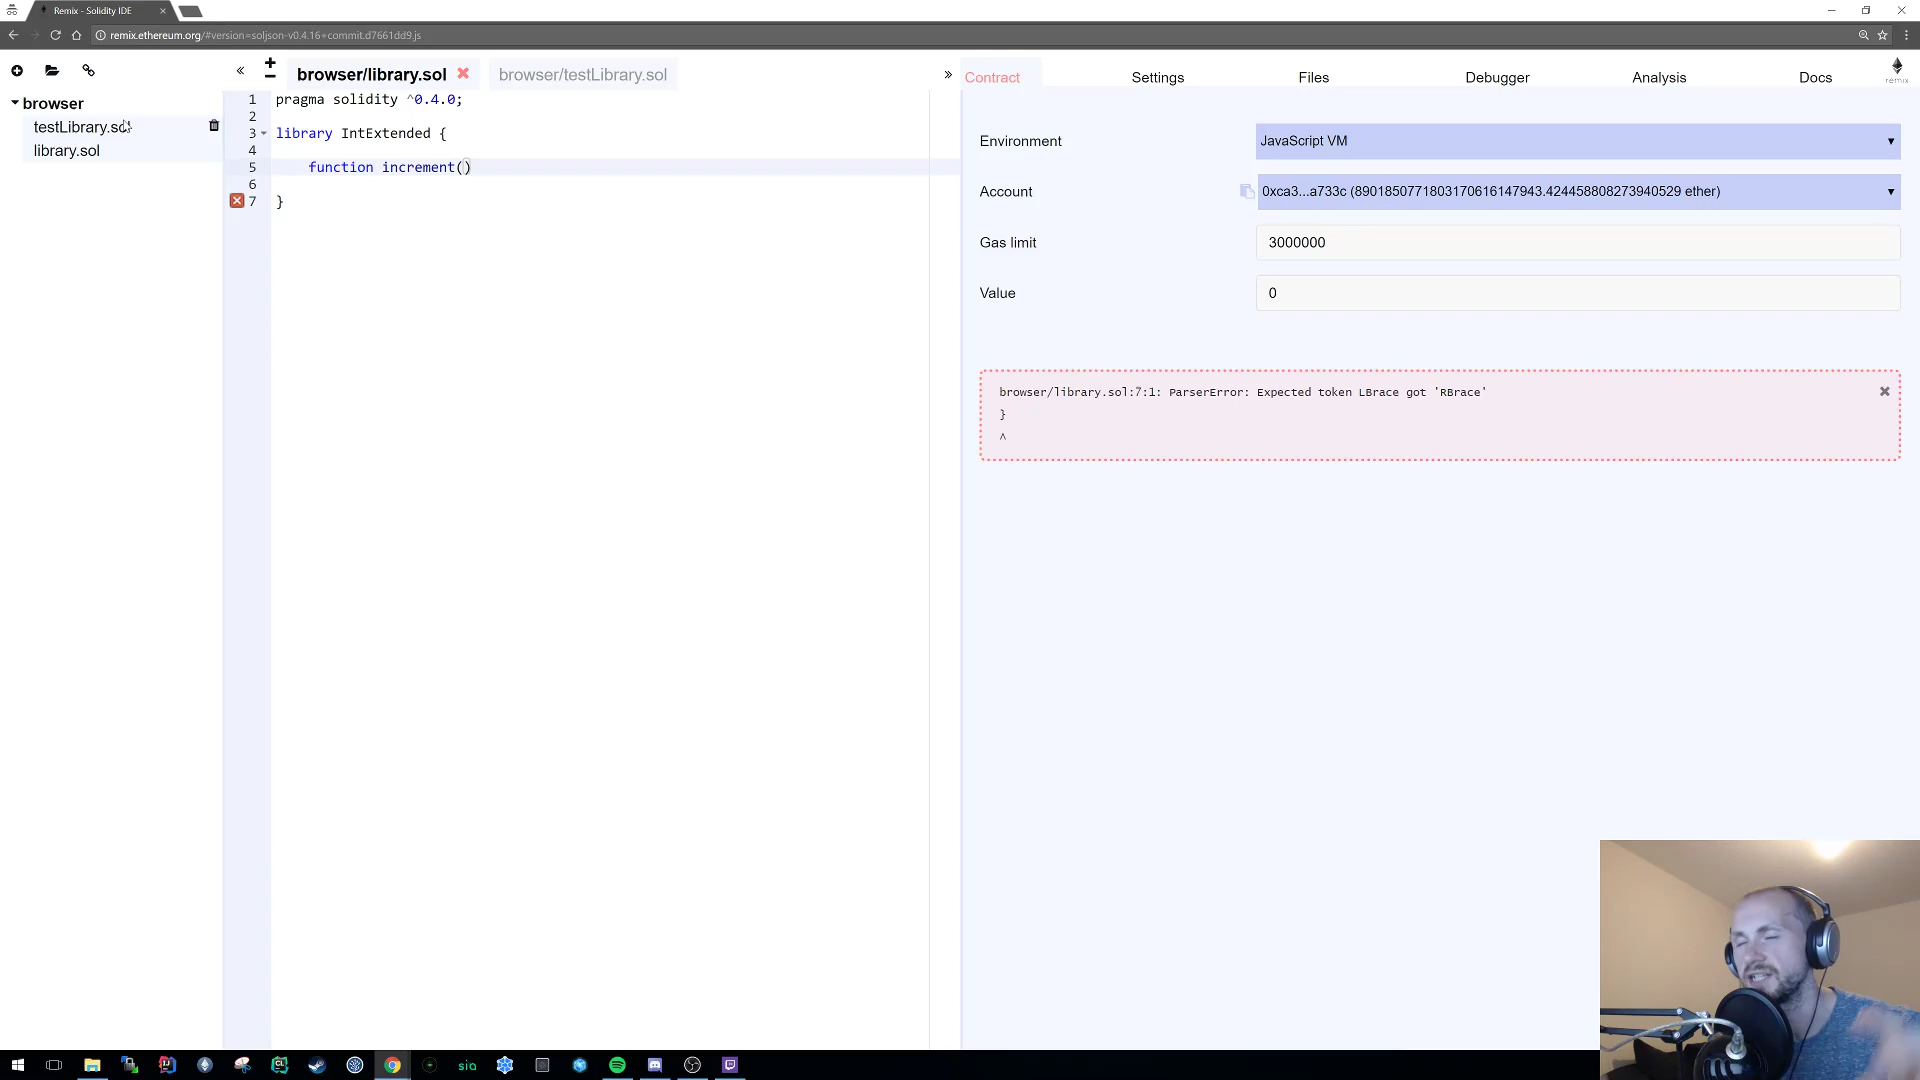 Remix - Solidity IDE
remix.ethereum.org/#version=soljson-v0.4.16+commit.d7661dd9.js
browser/library.sol
browser/testLibrary.sol
Contract
Settings
Files
Debugger
Analysis
Docs
remix
browser
testLibrary.sol
library.sol
1 pragma solidity ^0.4.0;
2
3 library IntExtended {
4
5 function increment()
6
7 }
Environment
JavaScript VM
Account
0xca3...a733c (8901850771803170616147943.424458808273940529 ether)
Gas limit
3000000
Value
0
browser/library.sol:7:1: ParserError: Expected token LBrace got 'RBrace'
}
^
sia